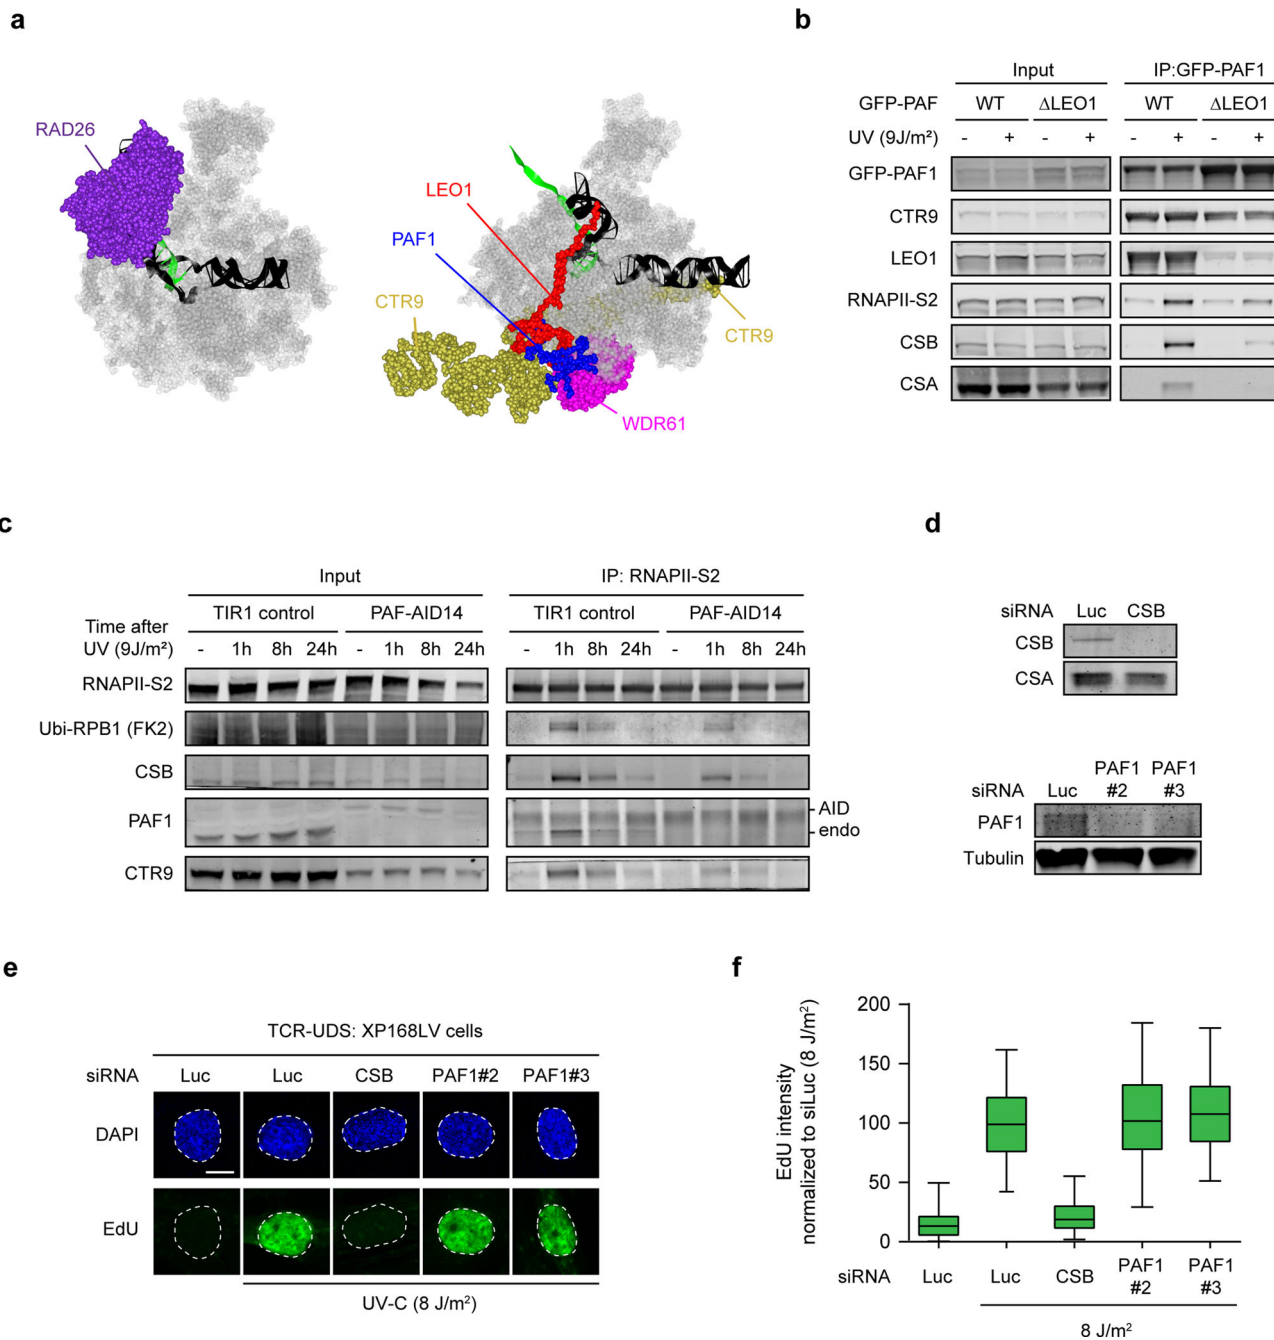 a
RAD26
LEO1
PAF1
CTR9
CTR9
WDR61
b
Input IP:GFP-PAF1
GFP-PAF WT ΔLEO1 WT ΔLEO1
UV (9J/m²) - + - + - + - +
GFP-PAF1
CTR9
LEO1
RNAPII-S2
CSB
CSA
c
Input IP: RNAPII-S2
TIR1 control PAF-AID14 TIR1 control PAF-AID14
Time after
UV (9J/m²) - 1h 8h 24h - 1h 8h 24h - 1h 8h 24h - 1h 8h 24h
RNAPII-S2
Ubi-RPB1 (FK2)
CSB
PAF1
AID
endo
CTR9
d
siRNA Luc CSB
CSB
CSA
PAF1 PAF1
siRNA Luc #2 #3
PAF1
Tubulin
e
TCR-UDS: XP168LV cells
siRNA Luc Luc CSB PAF1#2 PAF1#3
DAPI
EdU
UV-C (8 J/m²)
f
EdU intensity
normalized to siLuc (8 J/m²)
200
150
100
50
0
siRNA Luc Luc CSB PAF1 PAF1
#2 #3
8 J/m²